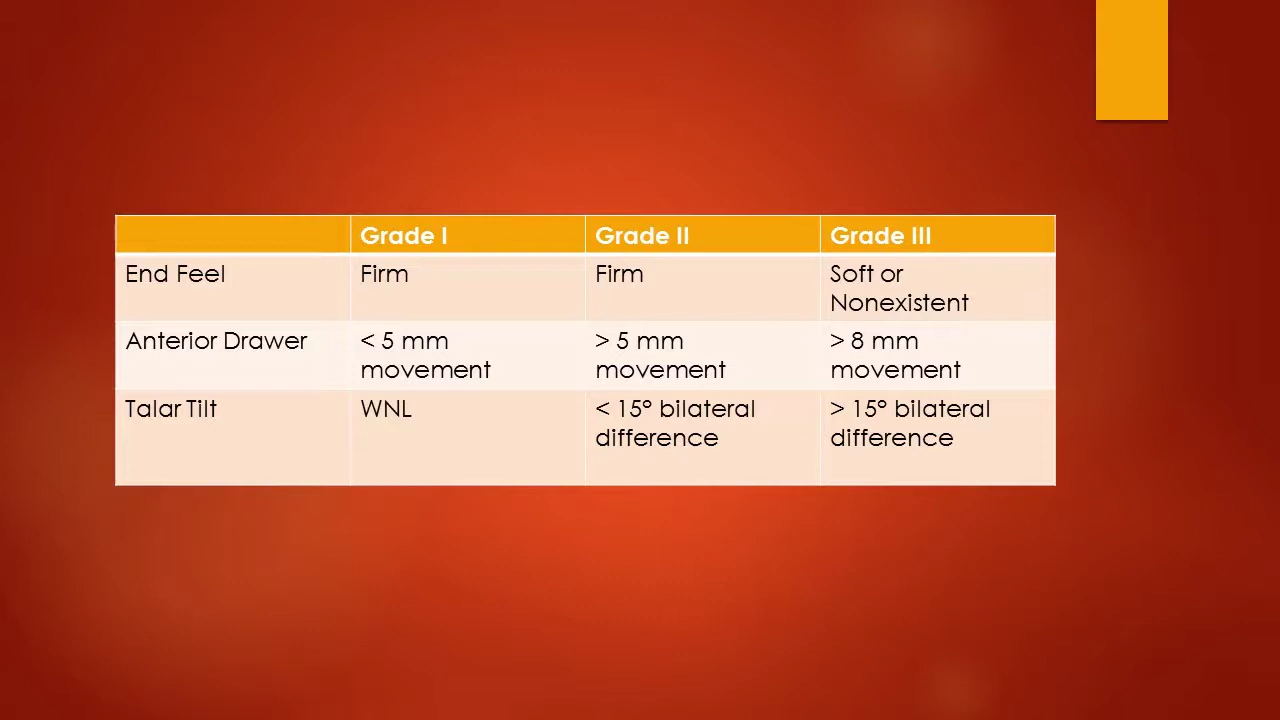 Grade I Grade II Grade III
End Feel Firm Firm Soft or
Nonexistent
Anterior Drawer < 5 mm > 5 mm > 8 mm
movement movement movement
Talar Tilt WNL < 15° bilateral > 15° bilateral
difference difference